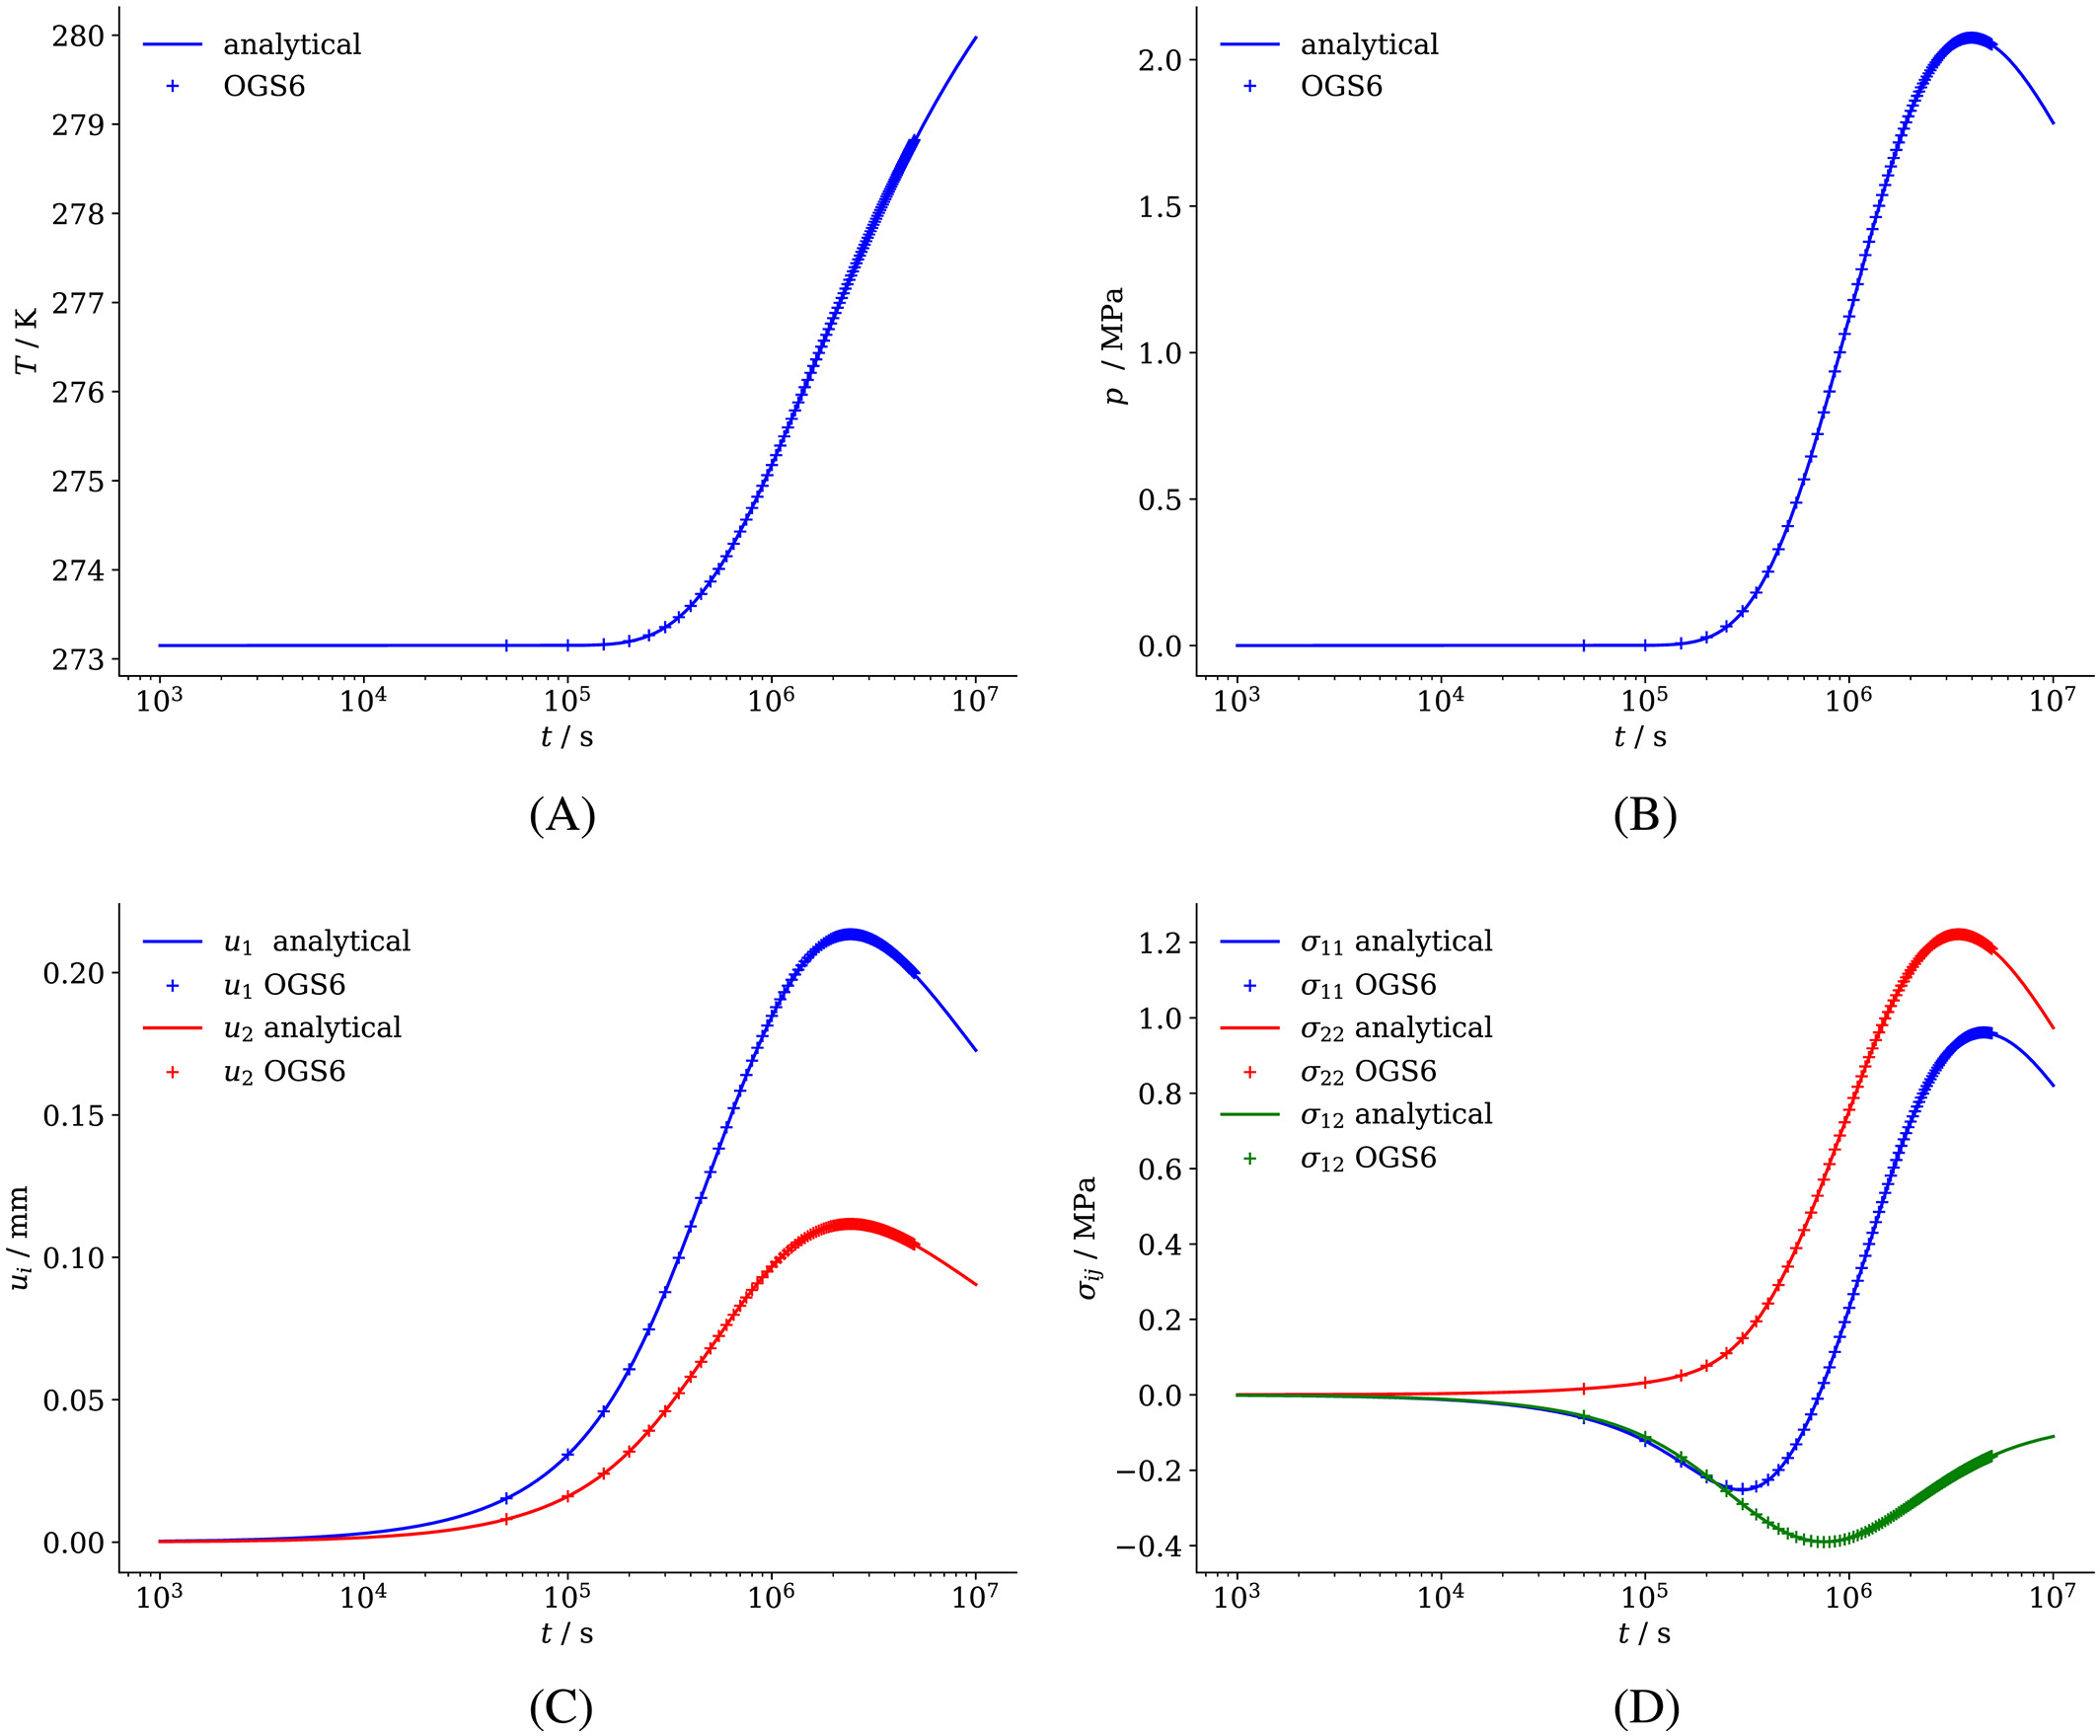 280
279
278
277
276
275
274
273
T / K
analytical
OGS6
10³ 10⁴ 10⁵ 10⁶ 10⁷
t / s
(A)
2.0
1.5
1.0
0.5
0.0
p / MPa
analytical
OGS6
10³ 10⁴ 10⁵ 10⁶ 10⁷
t / s
(B)
0.20
0.15
0.10
0.05
0.00
uᵢ / mm
u₁ analytical
u₁ OGS6
u₂ analytical
u₂ OGS6
10³ 10⁴ 10⁵ 10⁶ 10⁷
t / s
(C)
1.2
1.0
0.8
0.6
0.4
0.2
0.0
−0.2
−0.4
σᵢⱼ / MPa
σ₁₁ analytical
σ₁₁ OGS6
σ₂₂ analytical
σ₂₂ OGS6
σ₁₂ analytical
σ₁₂ OGS6
10³ 10⁴ 10⁵ 10⁶ 10⁷
t / s
(D)